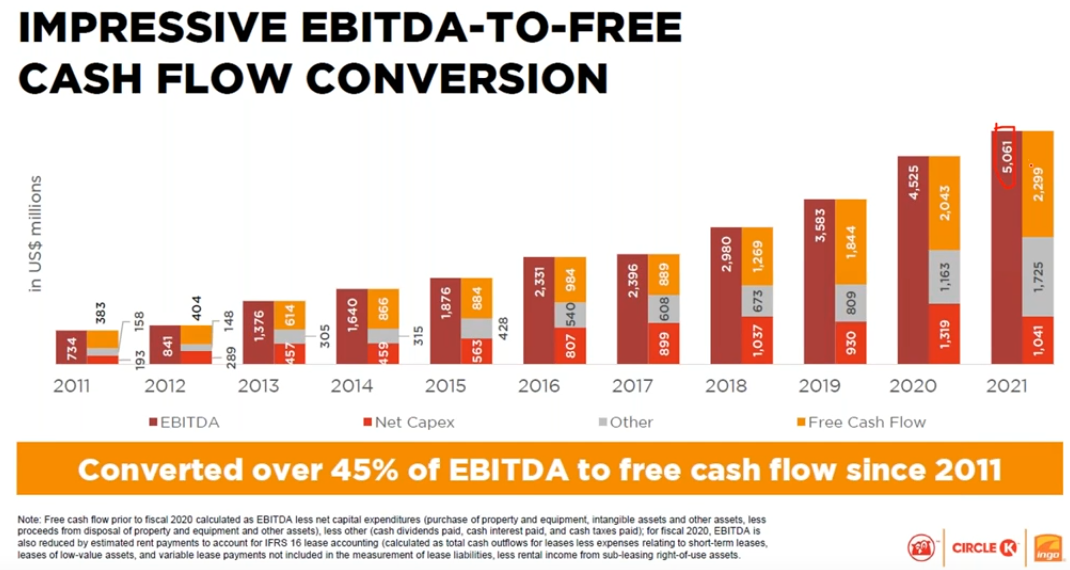 IMPRESSIVE EBITDA-TO-FREE
CASH FLOW CONVERSION
in US$ millions
734 383 158 193
841 404 148 289
1,376 614 305 457
1,640 866 315 459
1,876 884 428 563
2,331 984 540 807
2,396 889 608 899
2,980 1,269 673 1,037
3,583 1,844 809 930
4,525 2,043 1,163 1,319
5,061 2,299 1,725 1,041
2011 2012 2013 2014 2015 2016 2017 2018 2019 2020 2021
EBITDA Net Capex Other Free Cash Flow
Converted over 45% of EBITDA to free cash flow since 2011
Note: Free cash flow prior to fiscal 2020 calculated as EBITDA less net capital expenditures (purchase of property and equipment, intangible assets and other assets, less
proceeds from disposal of property and equipment and other assets), less other (cash dividends paid, cash interest paid, and cash taxes paid); for fiscal 2020, EBITDA is
also reduced by estimated rent payments to account for IFRS 16 lease accounting (calculated as total cash outflows for leases less expenses relating to short-term leases,
leases of low-value assets, and variable lease payments not included in the measurement of lease liabilities, less rental income from sub-leasing right-of-use assets.
CIRCLE K
ingo